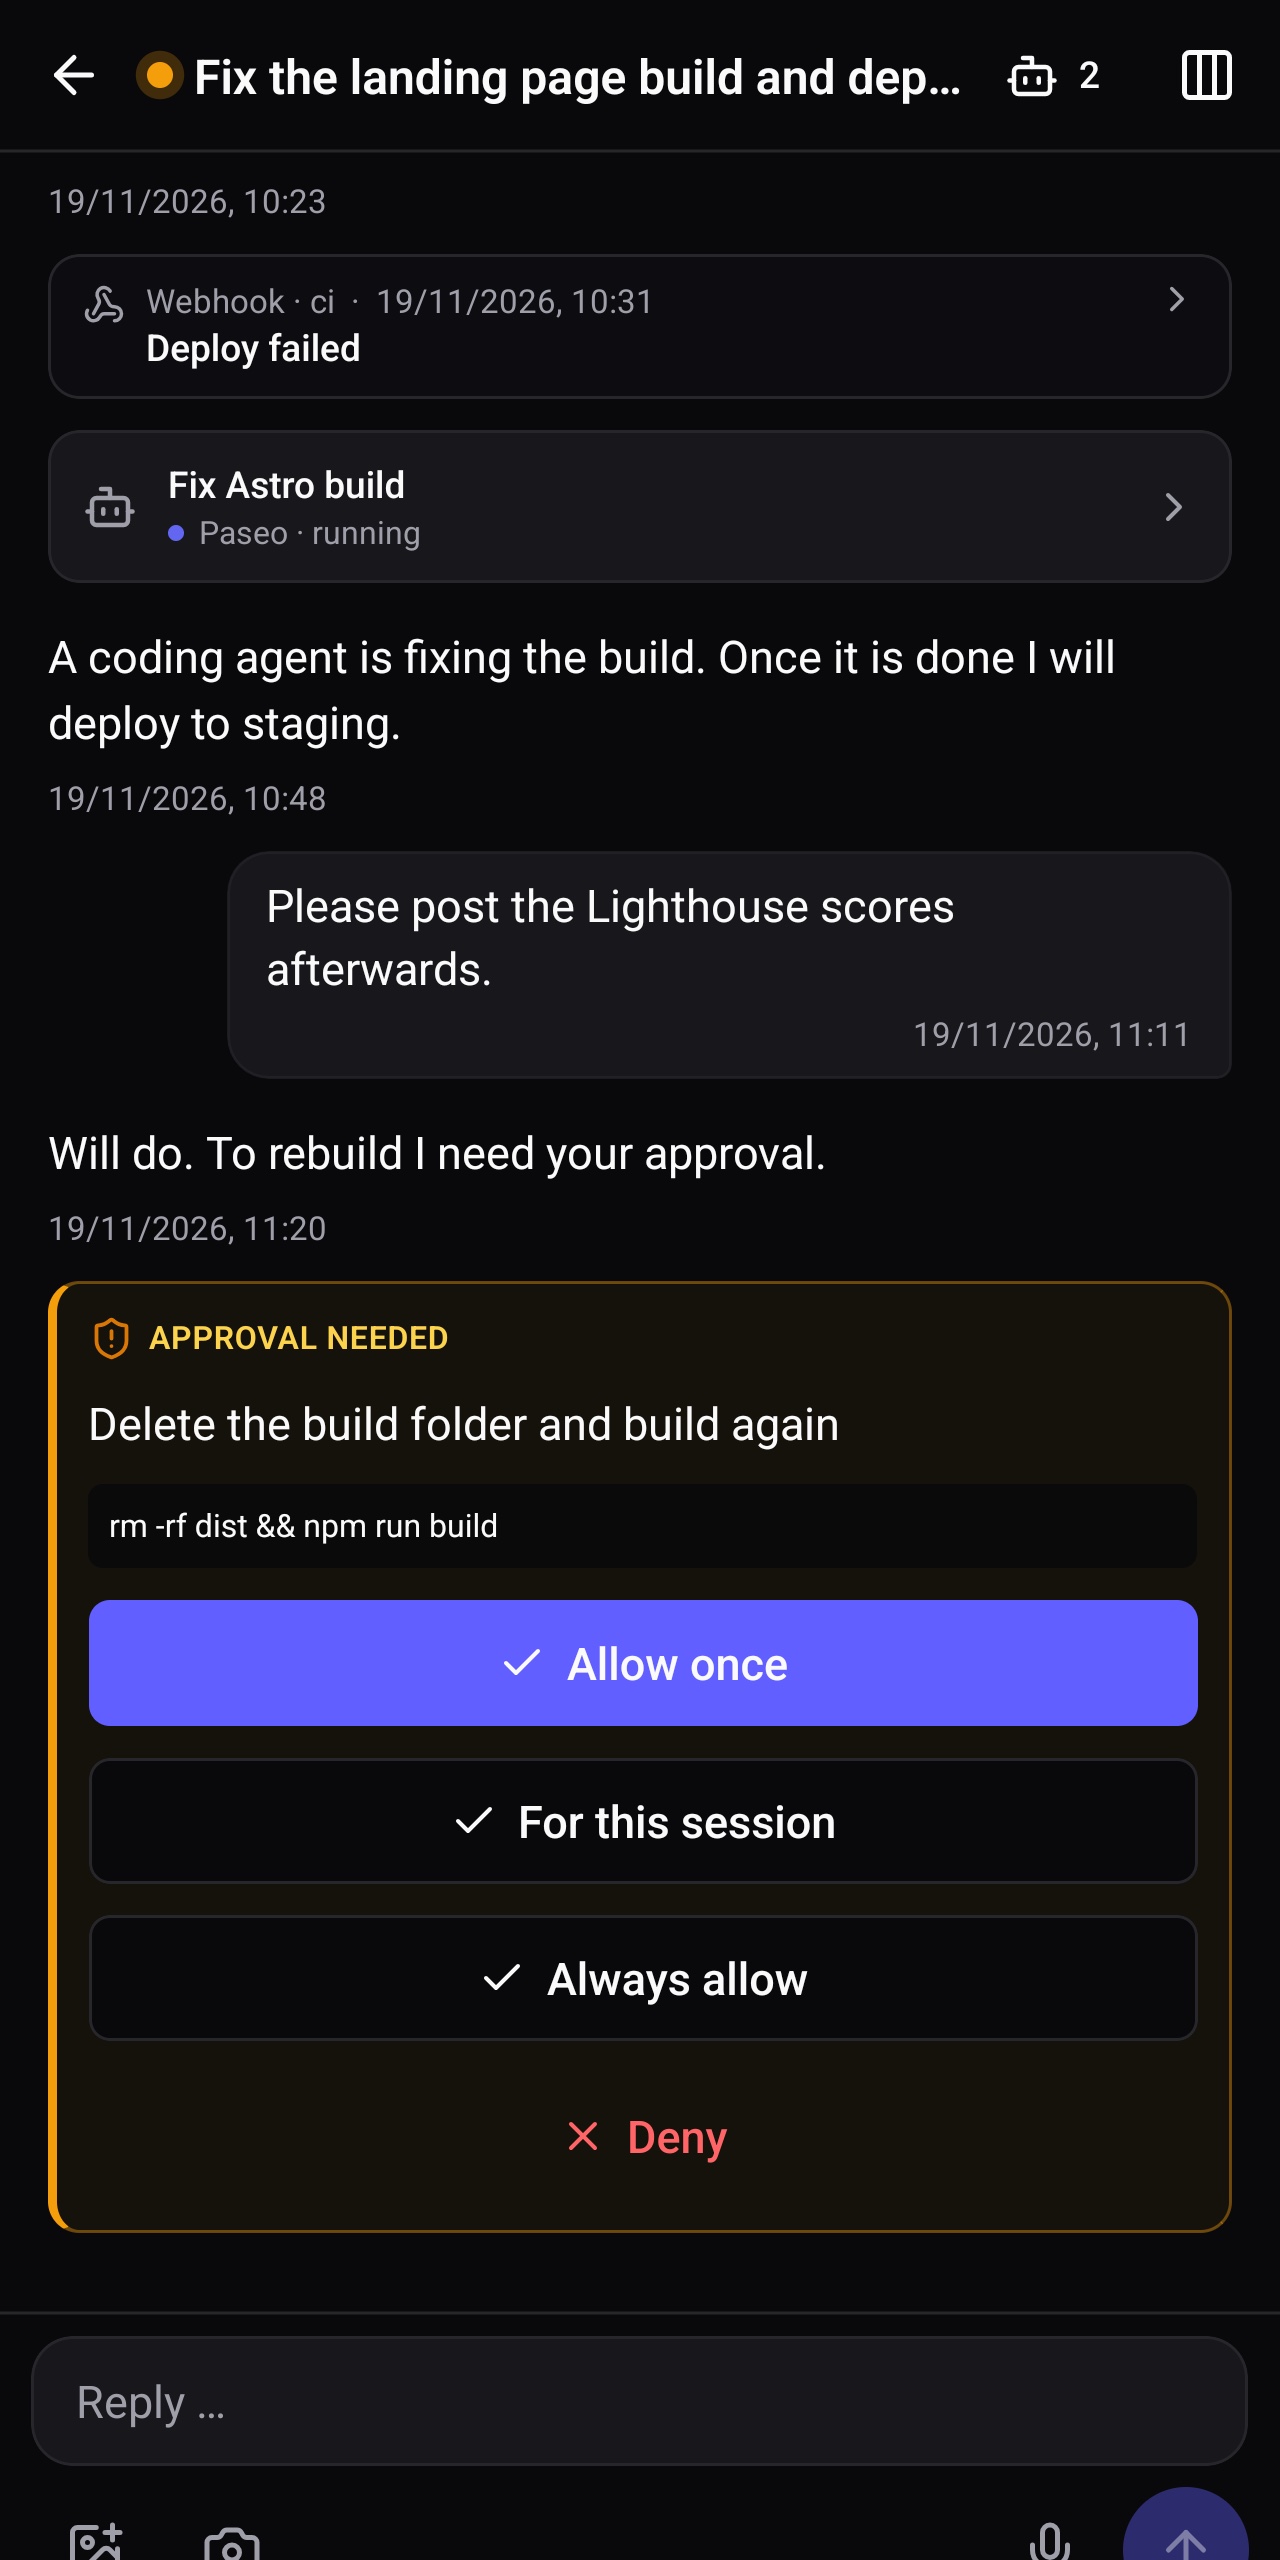 Fix the landing page build and dep...
2
19/11/2026, 10:23
Webhook · ci · 19/11/2026, 10:31
Deploy failed
Fix Astro build
Paseo · running
A coding agent is fixing the build. Once it is done I will
deploy to staging.
19/11/2026, 10:48
Please post the Lighthouse scores
afterwards.
19/11/2026, 11:11
Will do. To rebuild I need your approval.
19/11/2026, 11:20
APPROVAL NEEDED
Delete the build folder and build again
rm -rf dist && npm run build
Allow once
For this session
Always allow
Deny
Reply ...